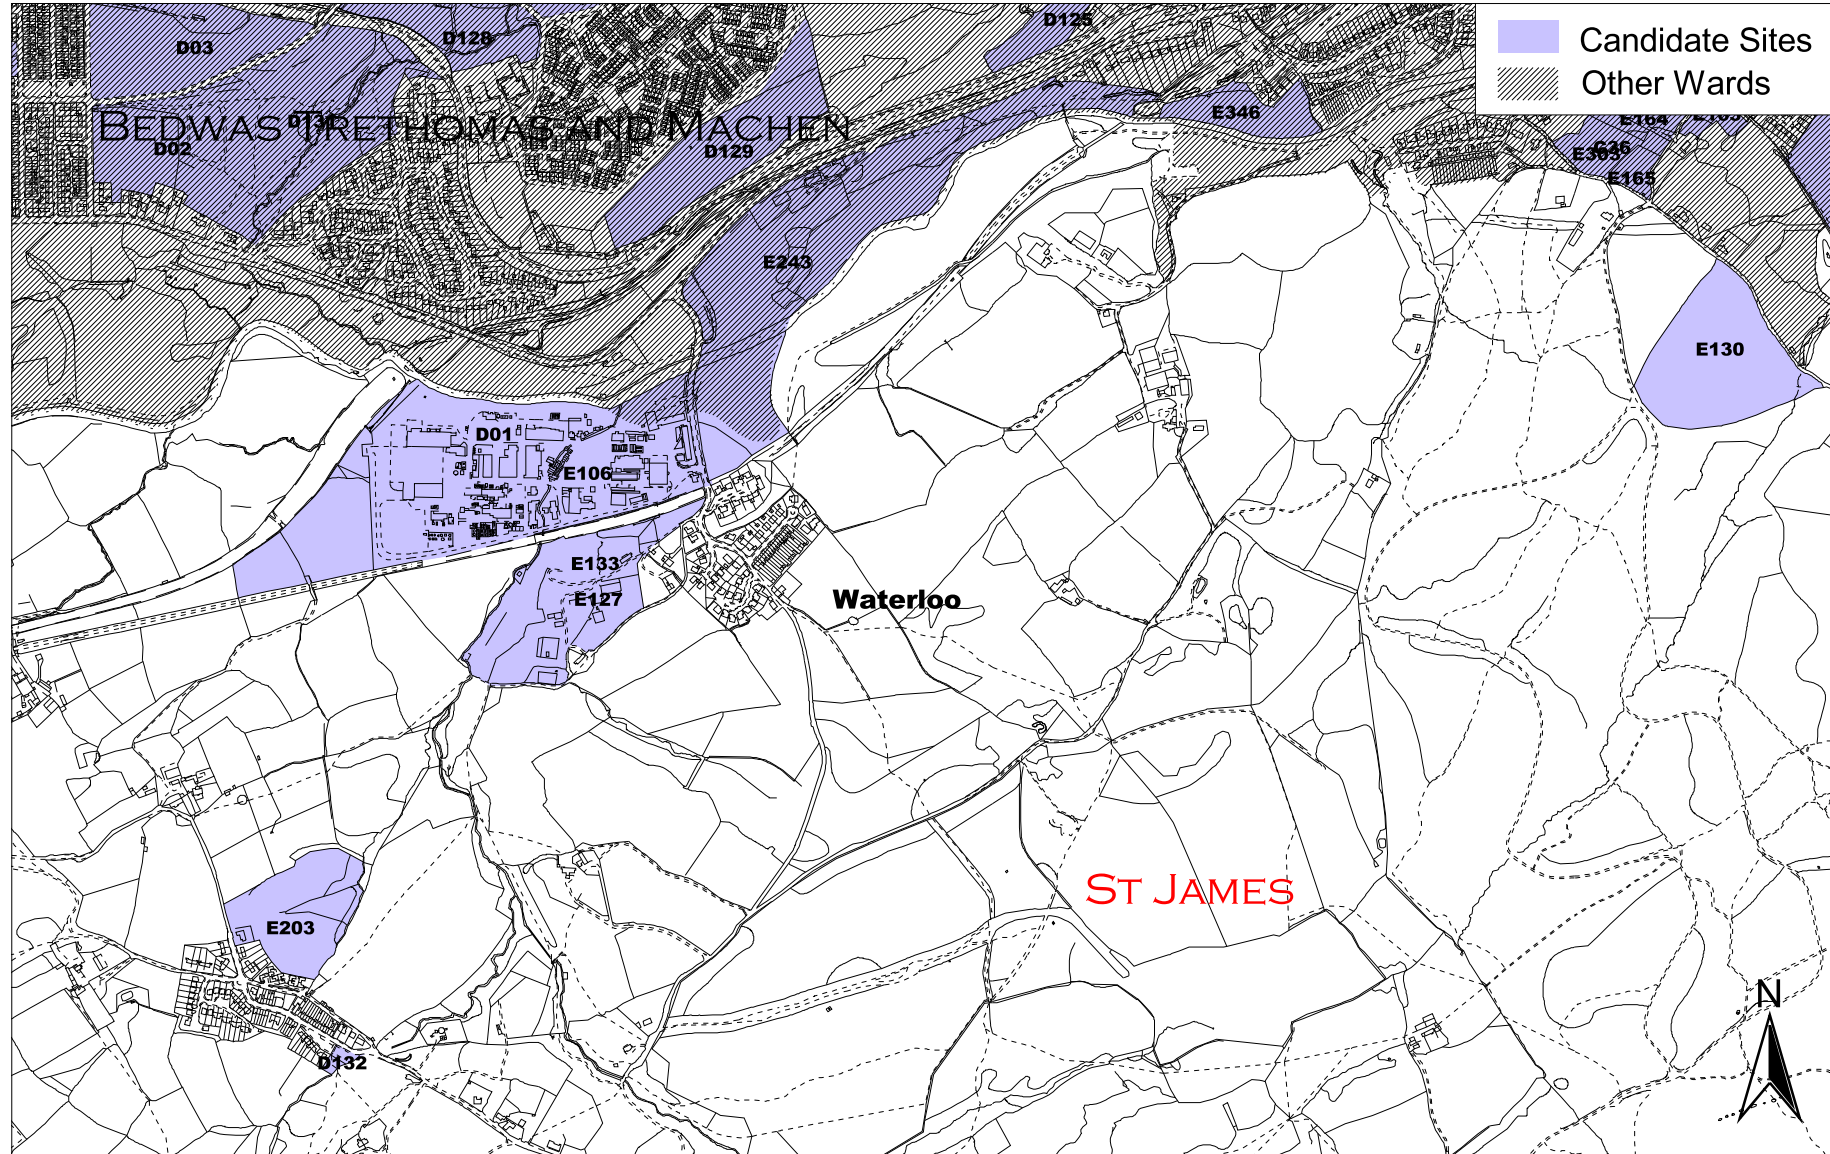 D03
D128
D125
Candidate Sites
Other Wards
BEDWAS TRETHOMAS AND MACHEN
D02
D129
E346
E164
E303
E165
E243
E130
D01
E106
E133
E127
Waterloo
ST JAMES
E203
D132
N